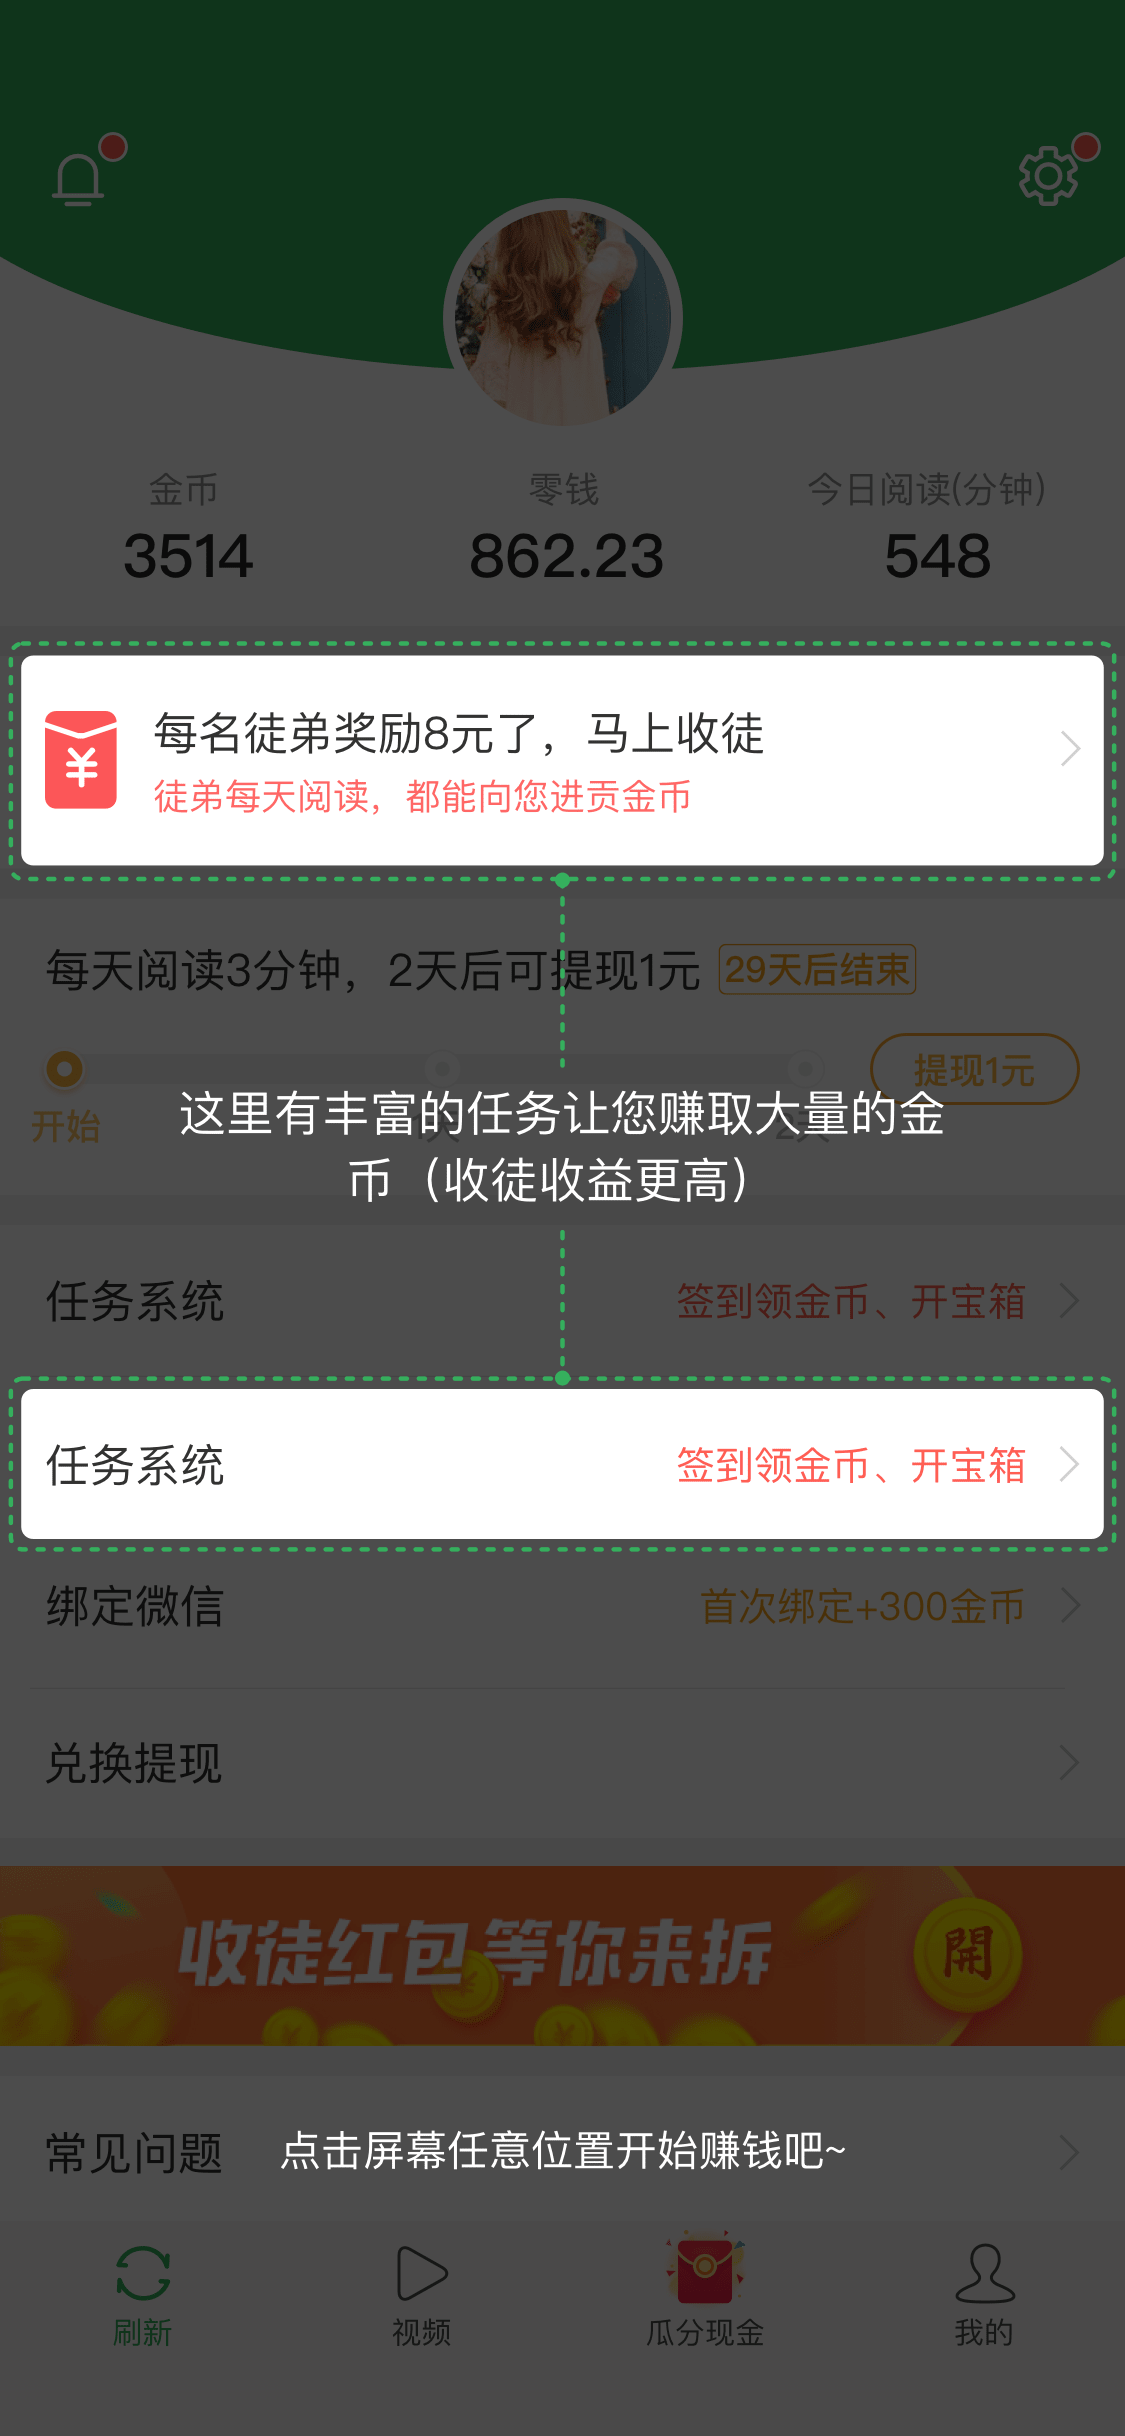 金币
零钱
今日阅读(分钟)
3514
862.23
548
每名徒弟奖励8元了，马上收徒
徒弟每天阅读，都能向您进贡金币
每天阅读3分钟，2天后可提现1元
29天后结束
提现1元
开始
1天
2天
这里有丰富的任务让您赚取大量的金
币（收徒收益更高）
任务系统
签到领金币、开宝箱
任务系统
签到领金币、开宝箱
绑定微信
首次绑定+300金币
兑换提现
收徒红包等你来拆
開
常见问题
点击屏幕任意位置开始赚钱吧~
刷新
视频
瓜分现金
我的